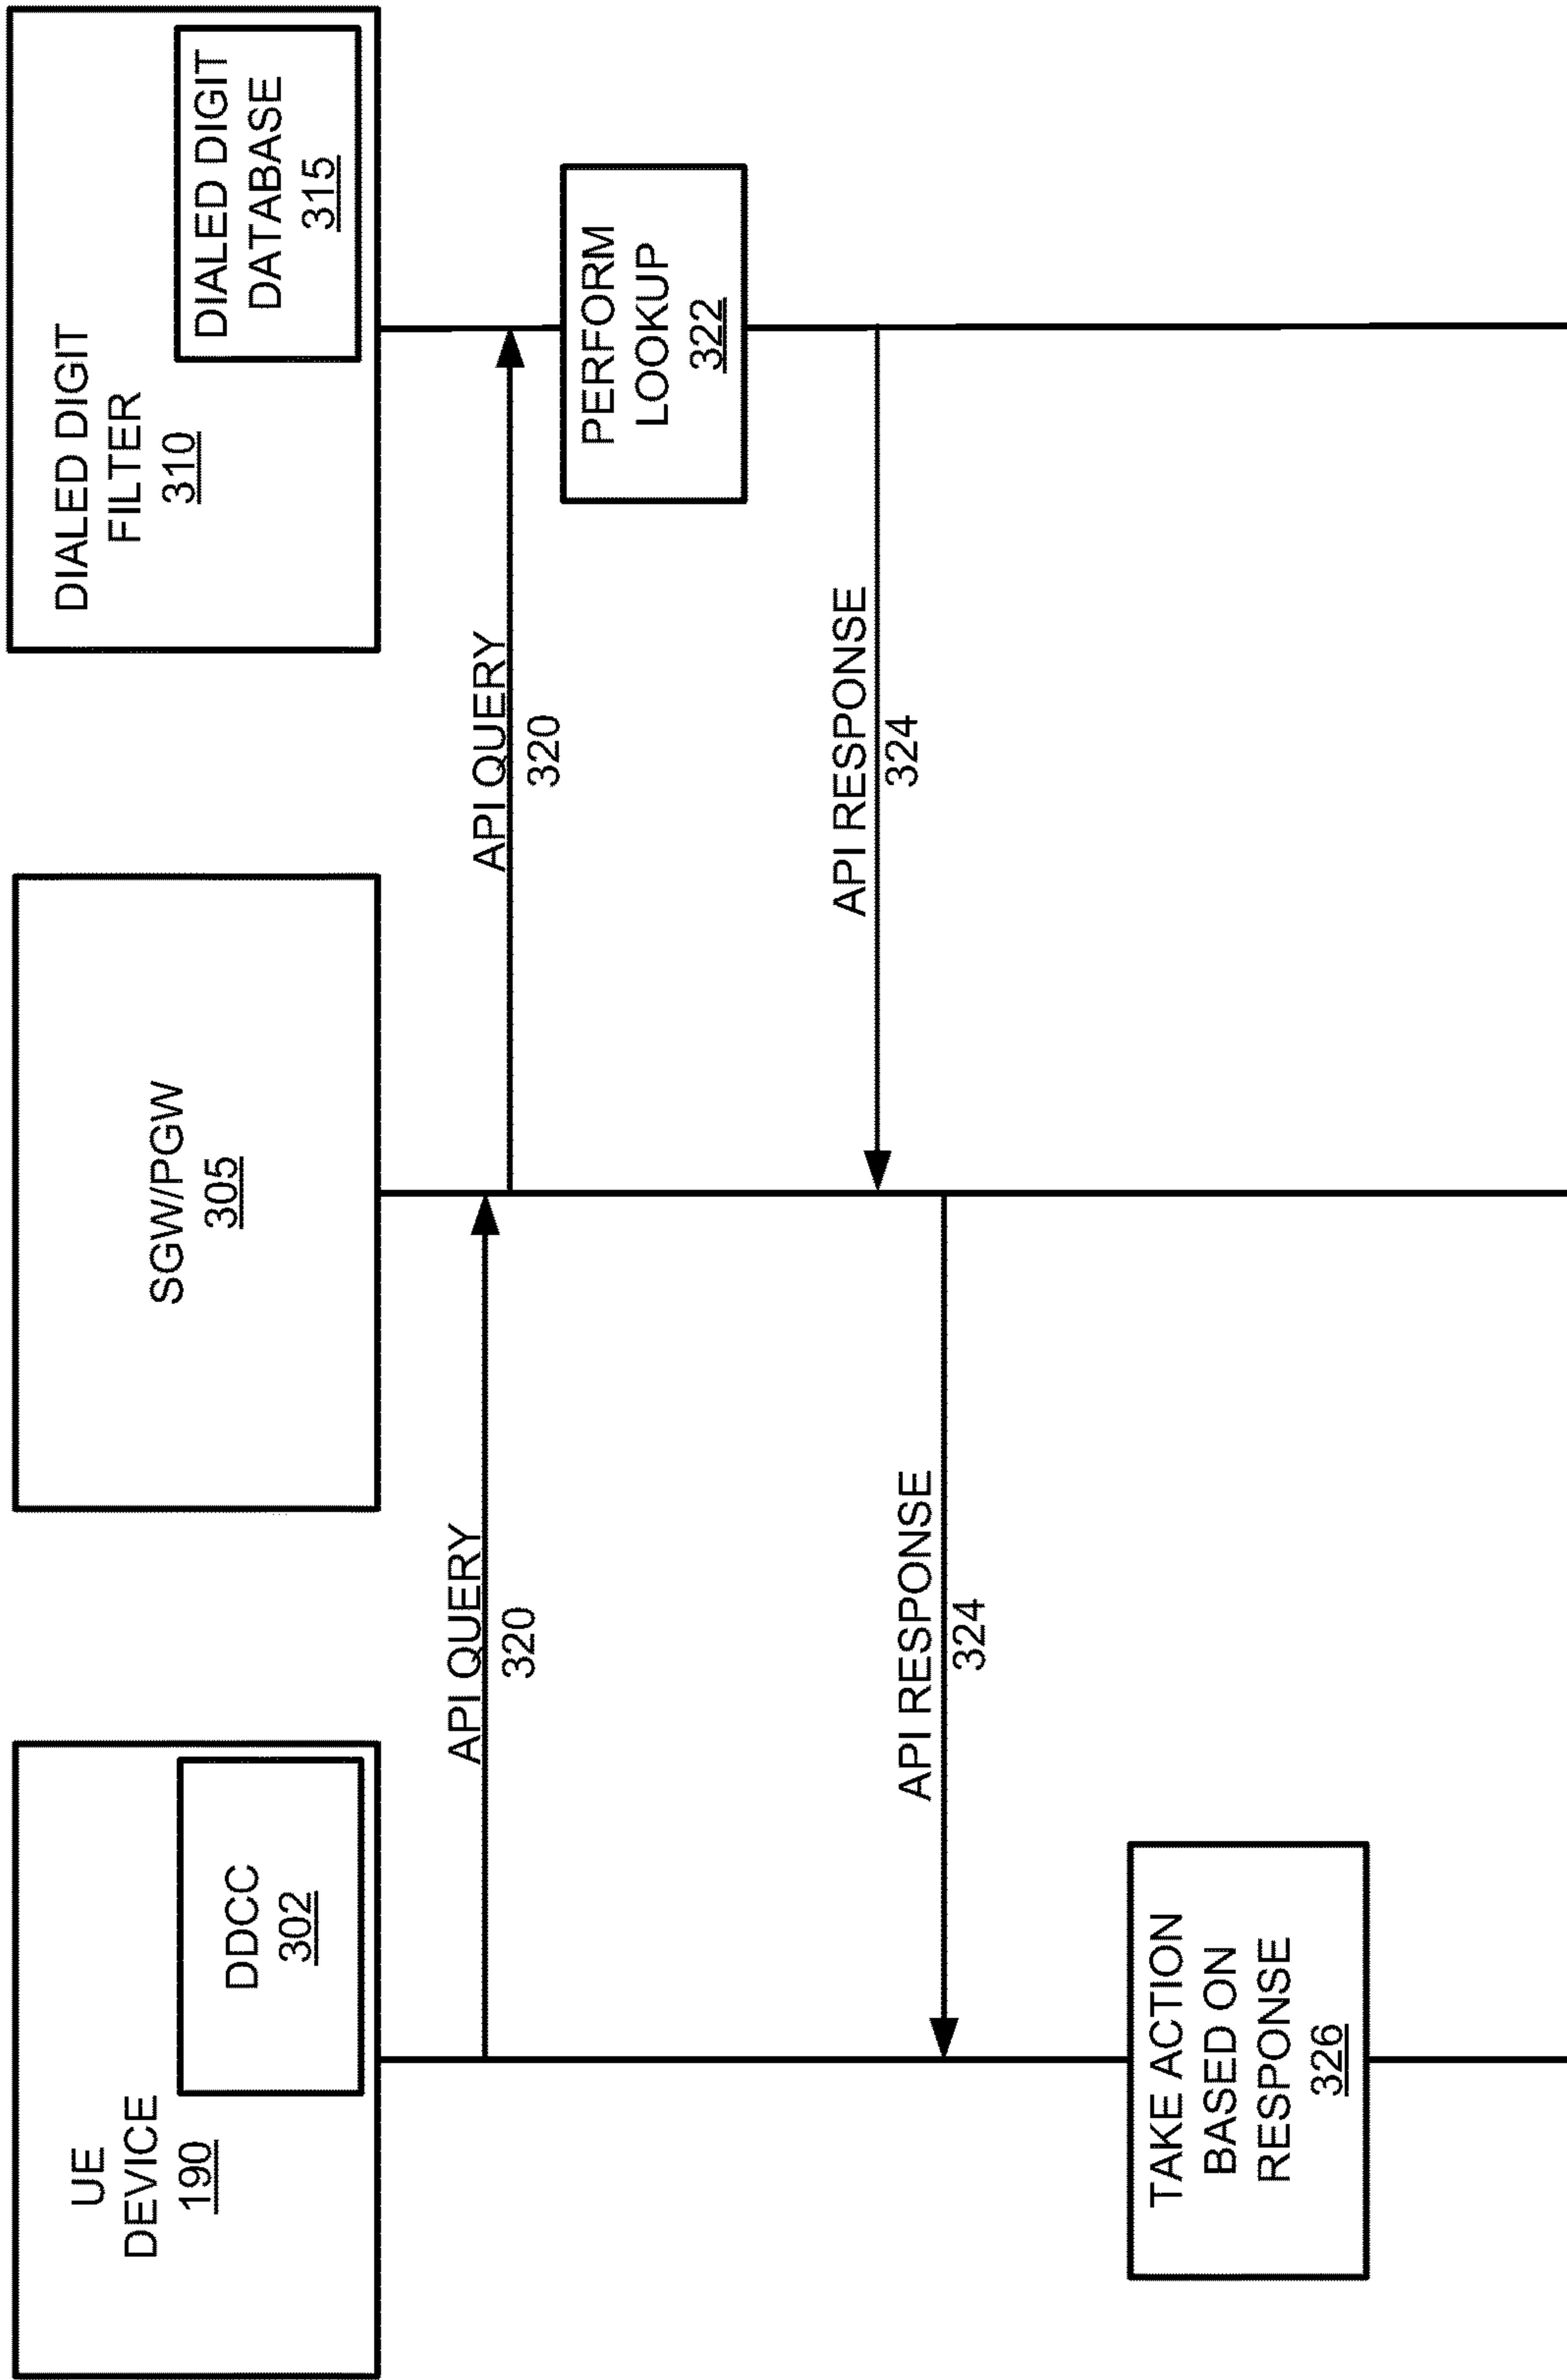 UE
DEVICE
190
DDCC
302
SGW/PGW
305
DIALED DIGIT
FILTER
310
DIALED DIGIT
DATABASE
315
API QUERY
320
API QUERY
320
PERFORM
LOOKUP
322
API RESPONSE
324
API RESPONSE
324
TAKE ACTION
BASED ON
RESPONSE
326